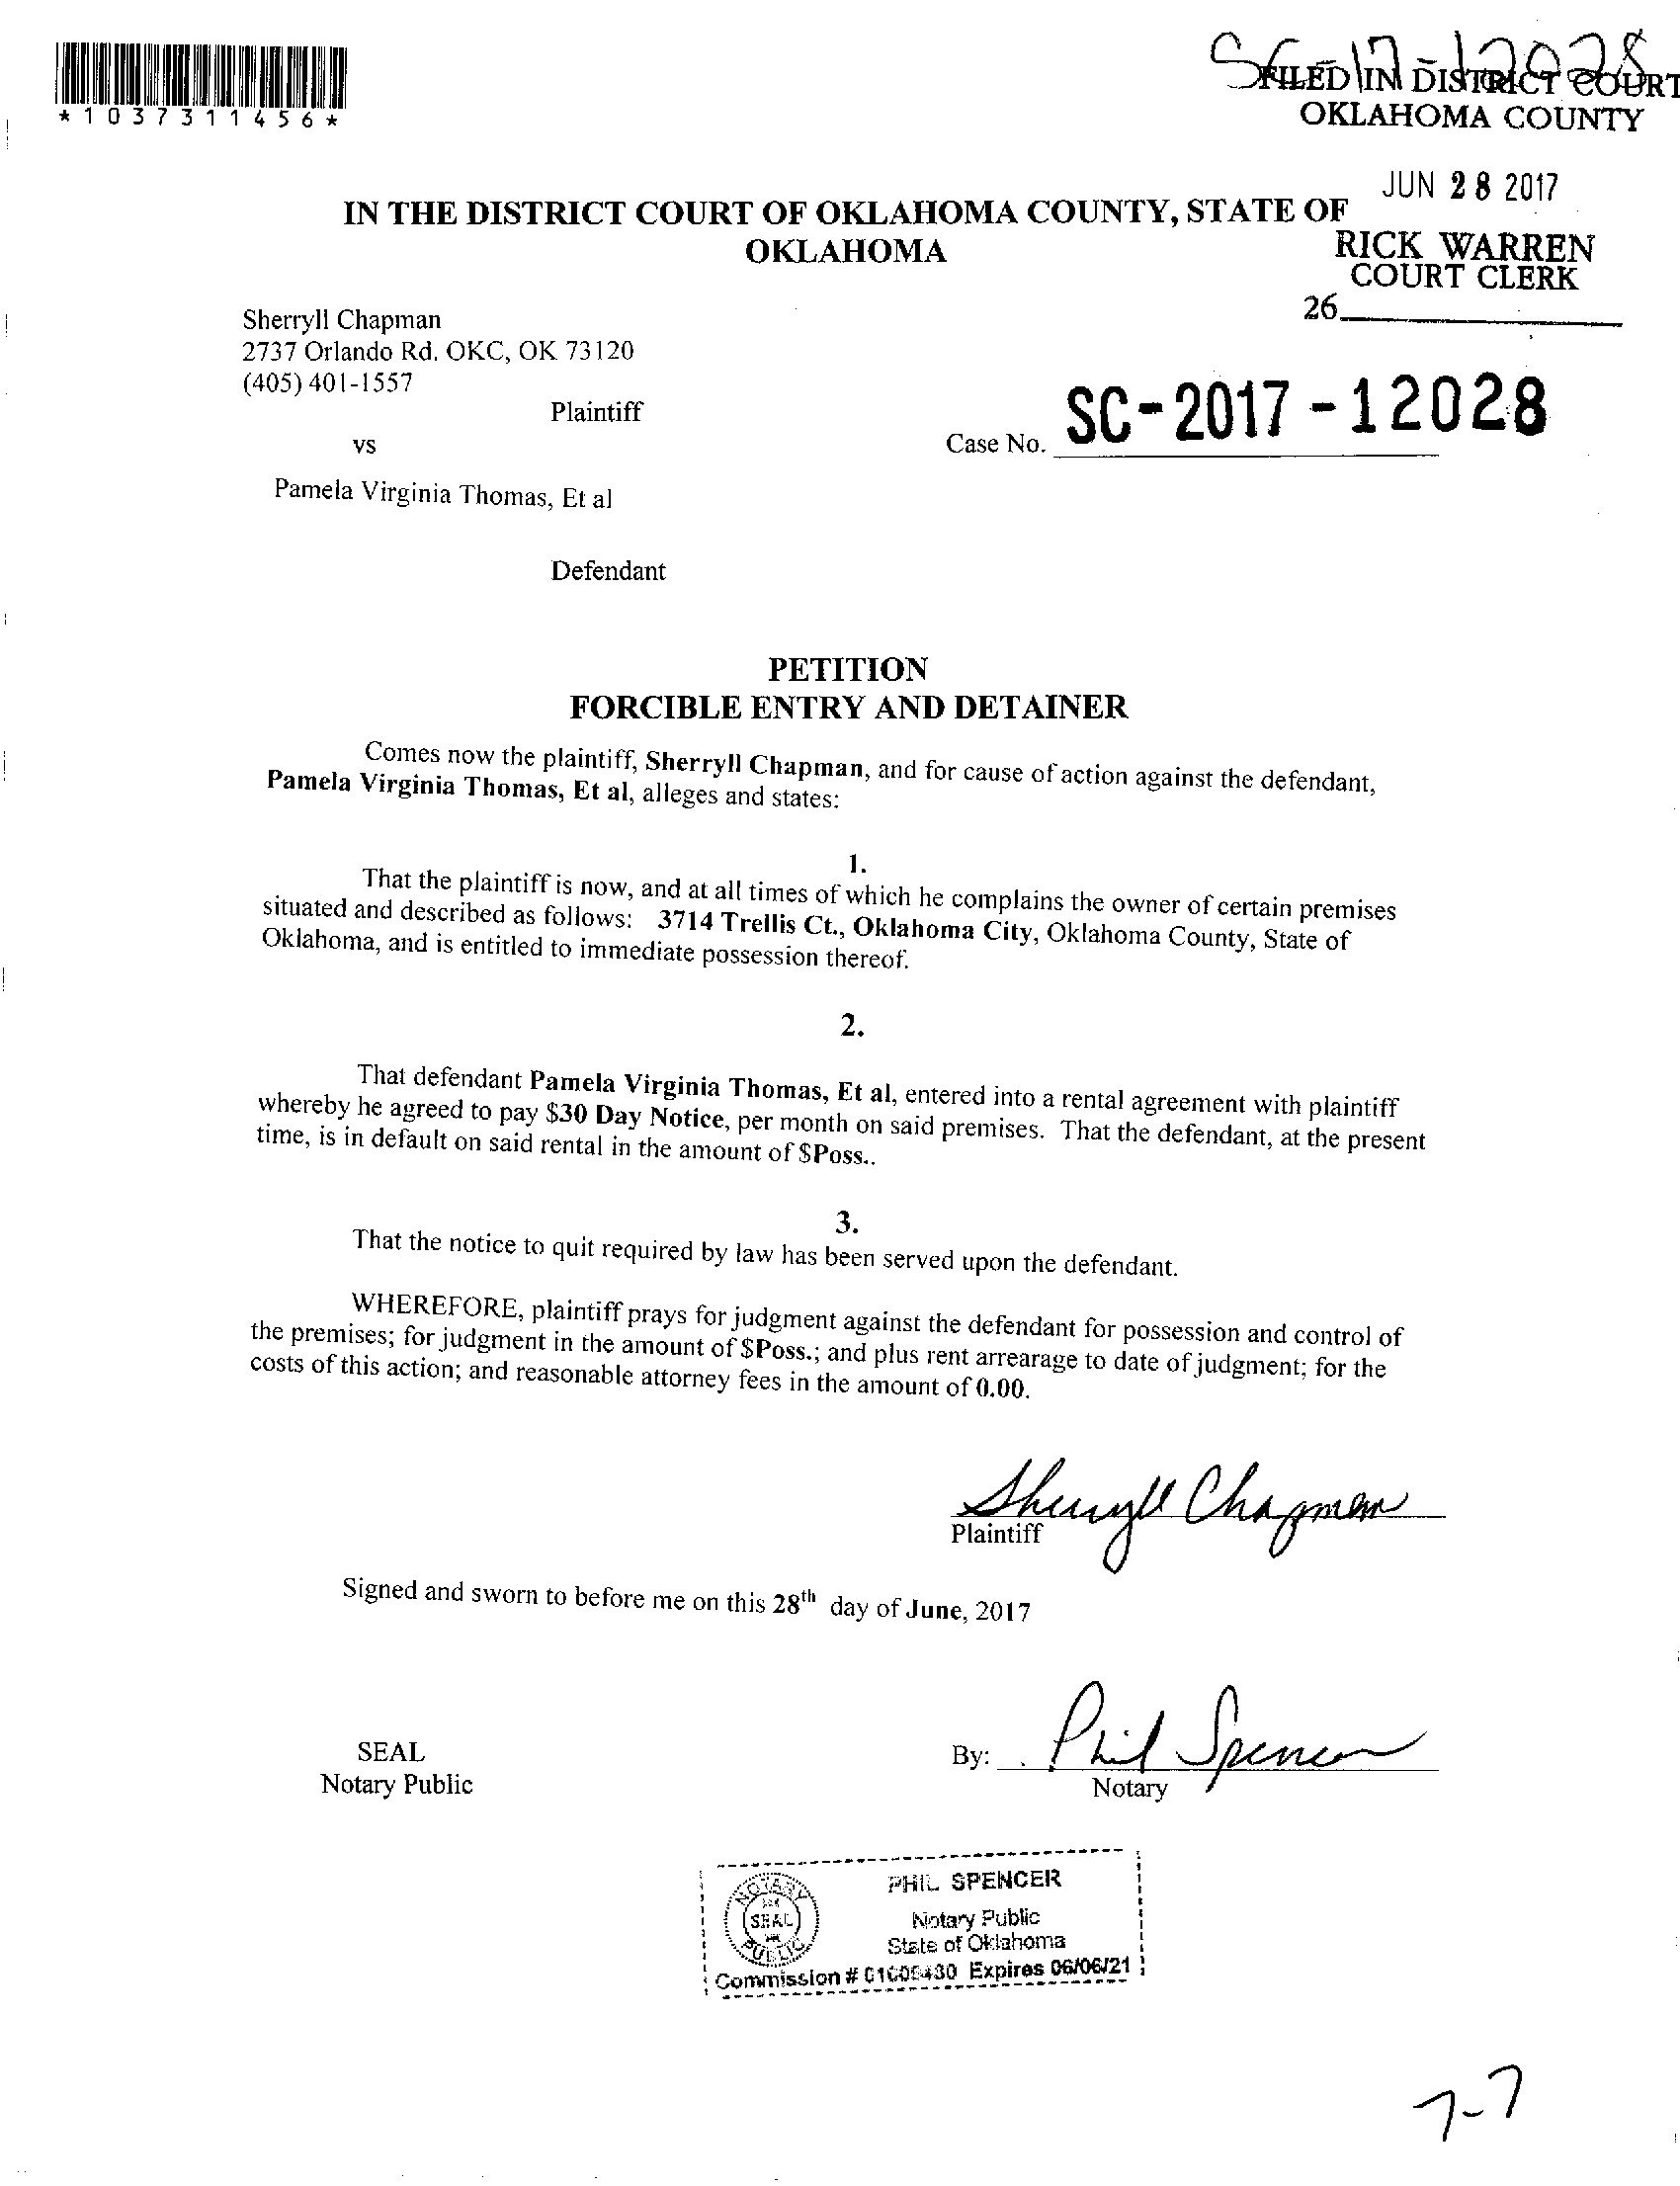 SC-17-12028
FILED IN DISTRICT COURT
OKLAHOMA COUNTY
*1037311456*
JUN 28 2017
IN THE DISTRICT COURT OF OKLAHOMA COUNTY, STATE OF
OKLAHOMA
RICK WARREN
COURT CLERK
26
Sherryll Chapman
2737 Orlando Rd. OKC, OK 73120
(405) 401-1557
Plaintiff
vs
Case No. SC-2017-12028
Pamela Virginia Thomas, Et al
Defendant
PETITION
FORCIBLE ENTRY AND DETAINER
Comes now the plaintiff, Sherryll Chapman, and for cause of action against the defendant,
Pamela Virginia Thomas, Et al, alleges and states:
1.
That the plaintiff is now, and at all times of which he complains the owner of certain premises
situated and described as follows: 3714 Trellis Ct., Oklahoma City, Oklahoma County, State of
Oklahoma, and is entitled to immediate possession thereof.
2.
That defendant Pamela Virginia Thomas, Et al, entered into a rental agreement with plaintiff
whereby he agreed to pay $30 Day Notice, per month on said premises. That the defendant, at the present
time, is in default on said rental in the amount of $Poss..
3.
That the notice to quit required by law has been served upon the defendant.
WHEREFORE, plaintiff prays for judgment against the defendant for possession and control of
the premises; for judgment in the amount of $Poss.; and plus rent arrearage to date of judgment; for the
costs of this action; and reasonable attorney fees in the amount of 0.00.
Sherryll Chapman
Plaintiff
Signed and sworn to before me on this 28th day of June, 2017
SEAL
Notary Public
By: Phil Spencer
Notary
NOTARY
SEAL
PUBLIC
PHIL SPENCER
Notary Public
State of Oklahoma
Commission # Expires 06/06/21
7-7